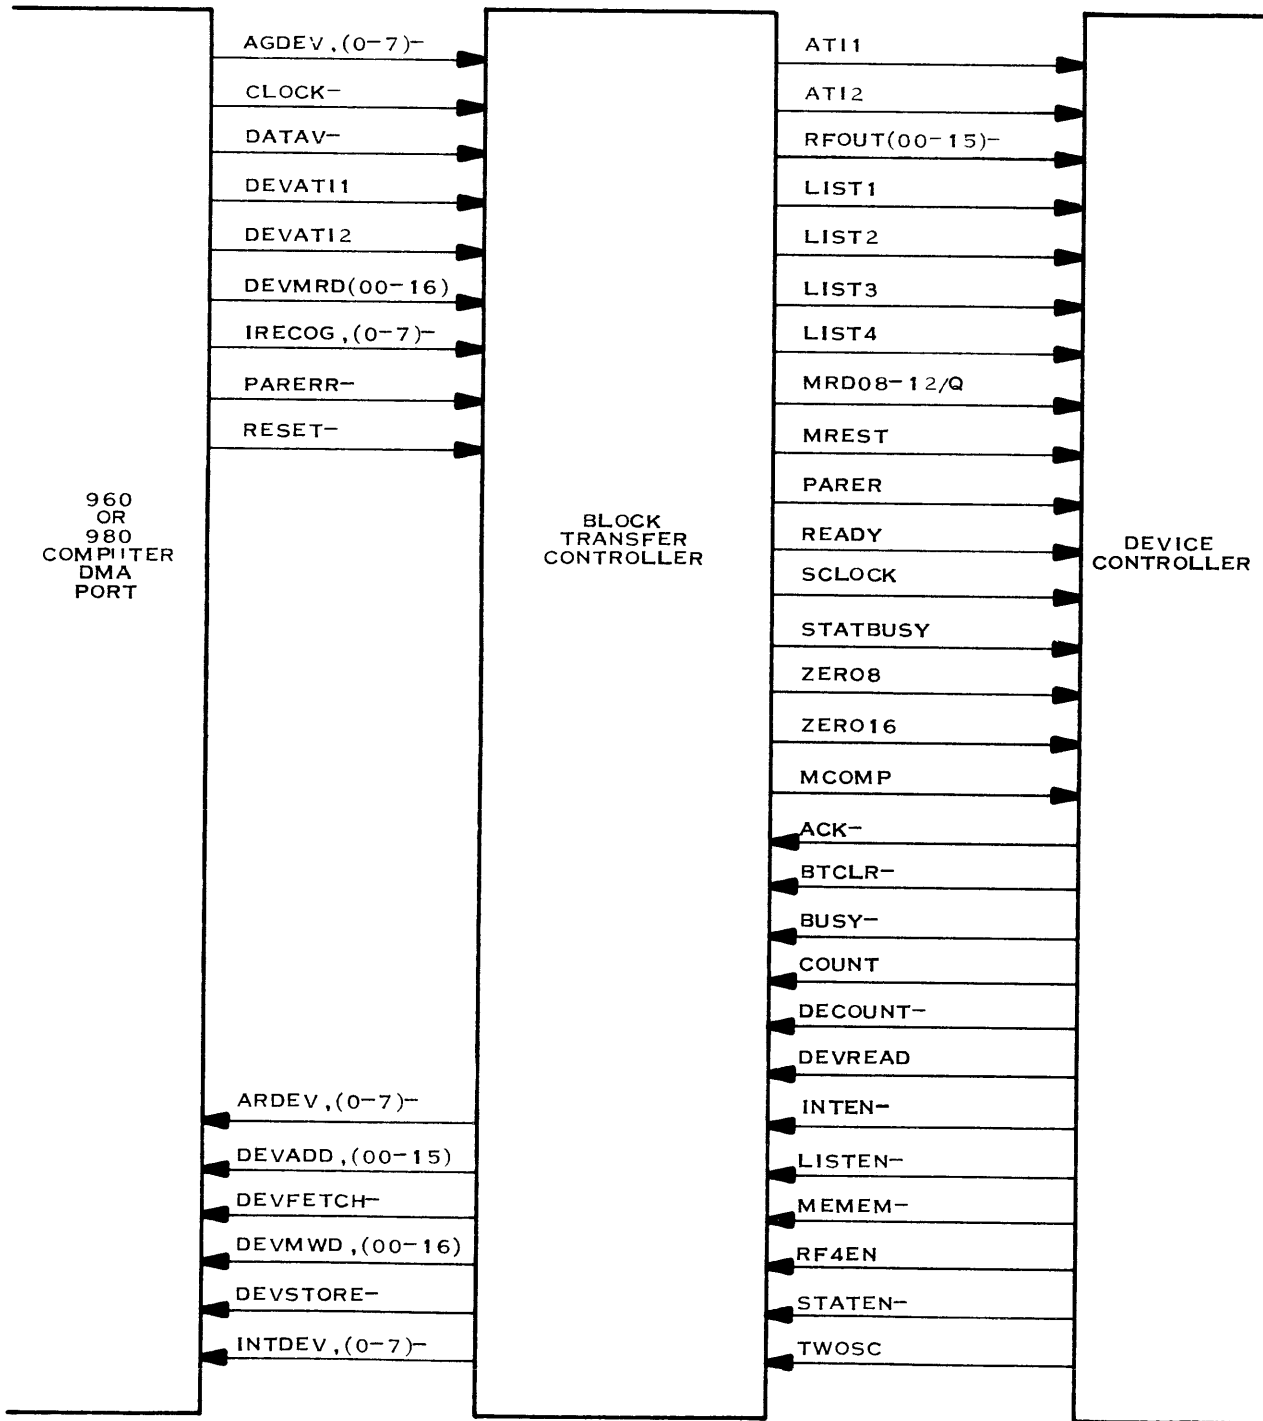 AGDEV,(0-7)-
CLOCK-
DATAV-
DEVATI1
DEVATI2
DEVMRD(00-16)
IRECOG,(0-7)-
PARERR-
RESET-
960
OR
980
COMPUTER
DMA
PORT
ARDEV,(0-7)-
DEVADD,(00-15)
DEVFETCH-
DEVMWD,(00-16)
DEVSTORE-
INTDEV,(0-7)-
BLOCK
TRANSFER
CONTROLLER
ATI1
ATI2
RFOUT(00-15)-
LIST1
LIST2
LIST3
LIST4
MRD08-12/Q
MREST
PARER
READY
SCLOCK
STATBUSY
ZERO8
ZERO16
MCOMP
ACK-
BTCLR-
BUSY-
COUNT
DECOUNT-
DEVREAD
INTEN-
LISTEN-
MEMEM-
RF4EN
STATEN-
TWOSC
DEVICE
CONTROLLER